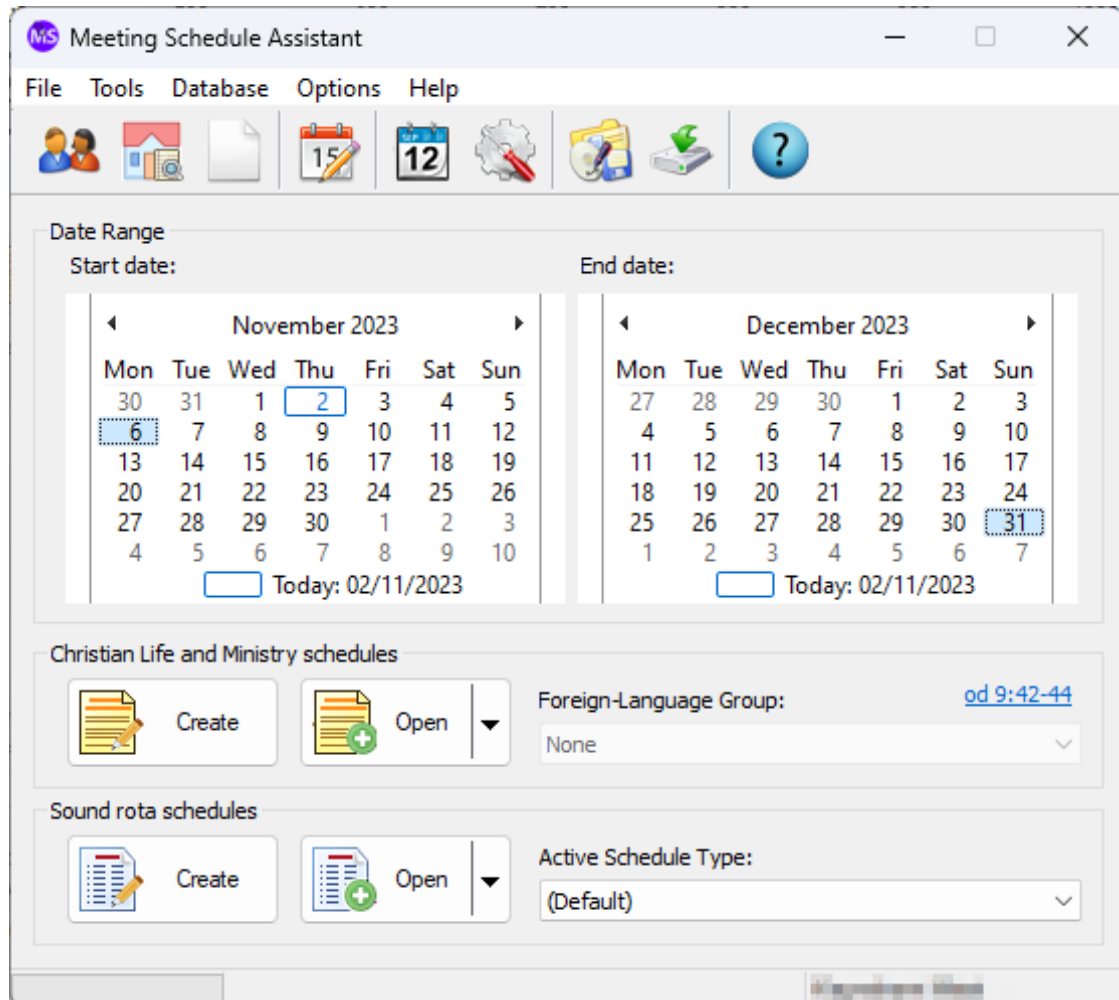 Meeting Schedule Assistant
File Tools Database Options Help
15 12 ?
Date Range
Start date: End date:
November 2023 December 2023
Mon Tue Wed Thu Fri Sat Sun Mon Tue Wed Thu Fri Sat Sun
30 31 1 2 3 4 5 27 28 29 30 1 2 3
6 7 8 9 10 11 12 4 5 6 7 8 9 10
13 14 15 16 17 18 19 11 12 13 14 15 16 17
20 21 22 23 24 25 26 18 19 20 21 22 23 24
27 28 29 30 1 2 3 25 26 27 28 29 30 31
4 5 6 7 8 9 10 1 2 3 4 5 6 7
Today: 02/11/2023 Today: 02/11/2023
Christian Life and Ministry schedules
Create Open Foreign-Language Group: od 9:42-44
None
Sound rota schedules
Create Open Active Schedule Type:
(Default)